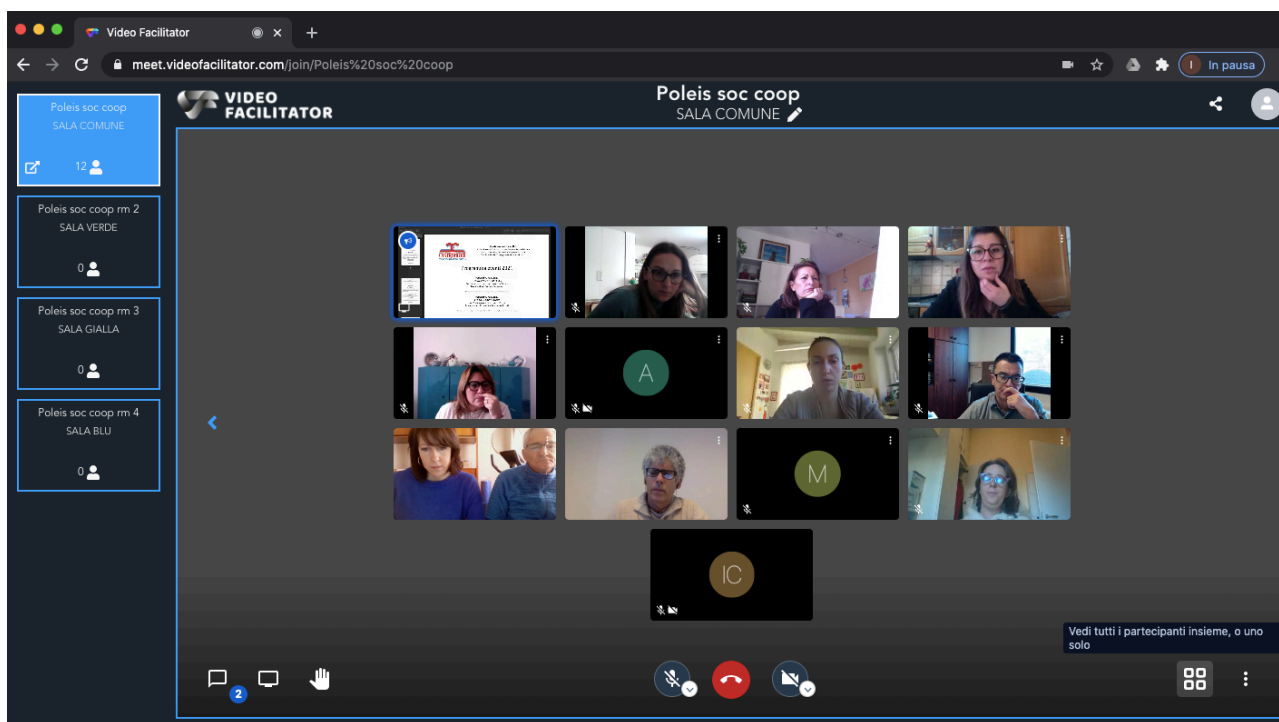 Video Facilitator
meet.videofacilitator.com/join/Poleis%20soc%20coop
I
In pausa
Poleis soc coop
SALA COMUNE
12
Poleis soc coop rm 2
SALA VERDE
0
Poleis soc coop rm 3
SALA GIALLA
0
Poleis soc coop rm 4
SALA BLU
0
VIDEO
FACILITATOR
Poleis soc coop
SALA COMUNE
A
M
IC
Vedi tutti i partecipanti insieme, o uno
solo
2